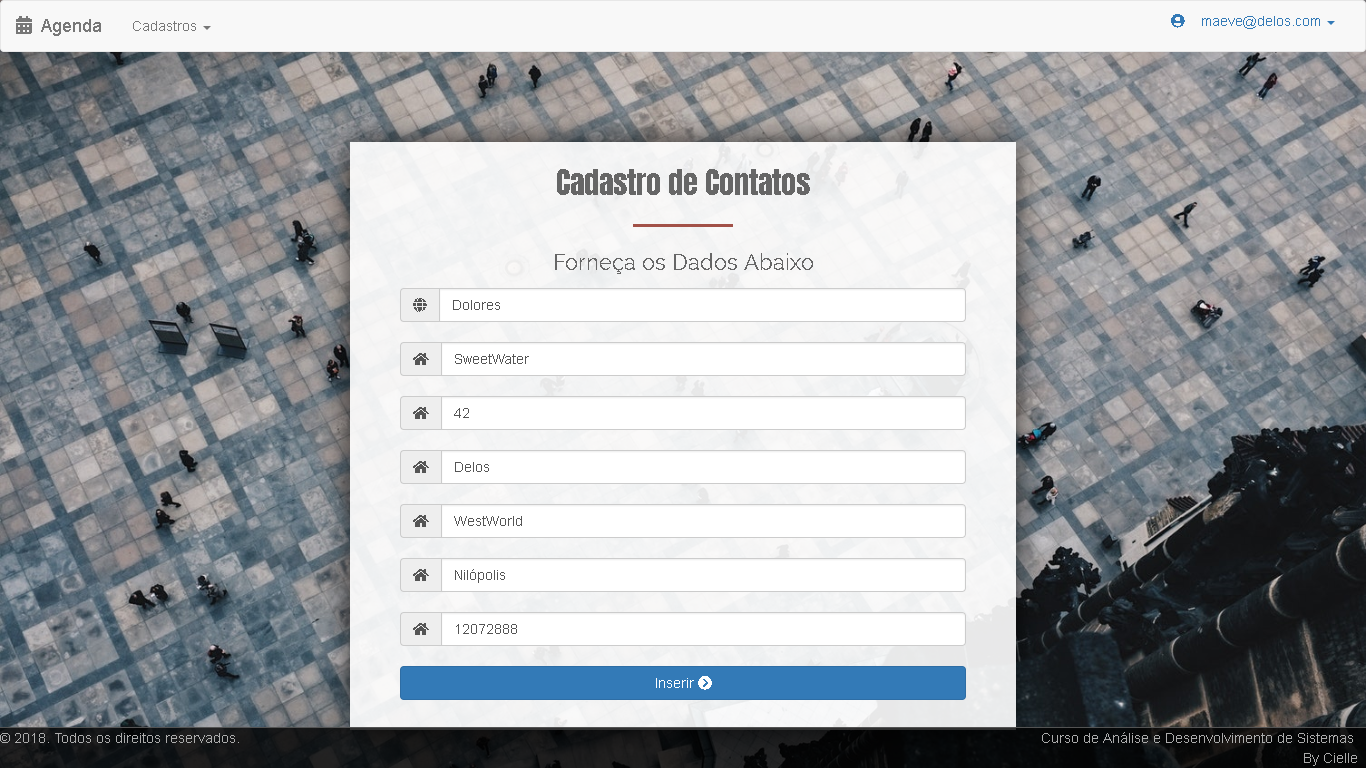 Agenda Cadastros maeve@delos.com
Cadastro de Contatos
Forneça os Dados Abaixo
Dolores
SweetWater
42
Delos
WestWorld
Nilópolis
12072888
Inserir
© 2018. Todos os direitos reservados. Curso de Análise e Desenvolvimento de Sistemas
By Cielle